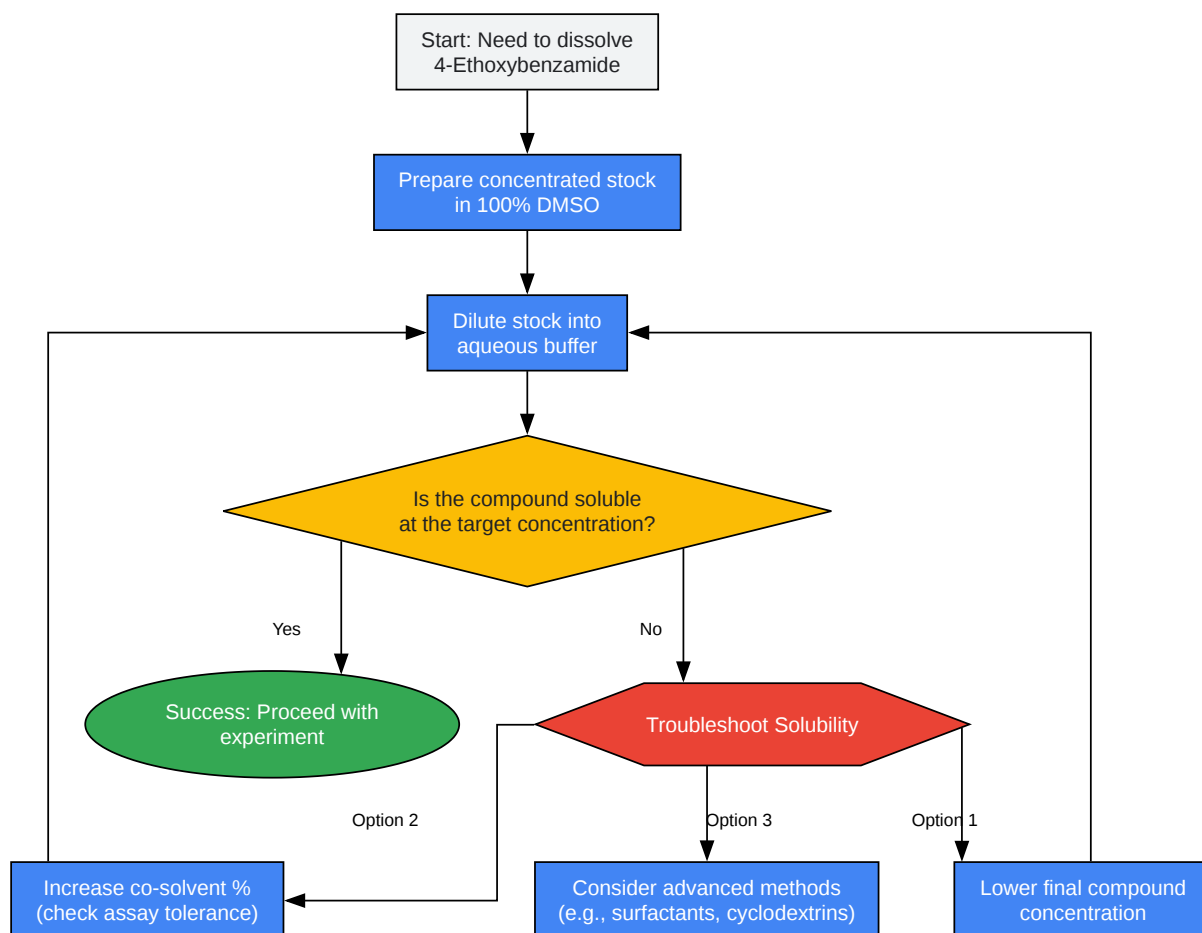 Start: Need to dissolve
4-Ethoxybenzamide
Prepare concentrated stock
in 100% DMSO
Dilute stock into
aqueous buffer
Is the compound soluble
at the target concentration?
Yes
No
Success: Proceed with
experiment
Troubleshoot Solubility
Option 2
Option 3
Option 1
Increase co-solvent %
(check assay tolerance)
Consider advanced methods
(e.g., surfactants, cyclodextrins)
Lower final compound
concentration